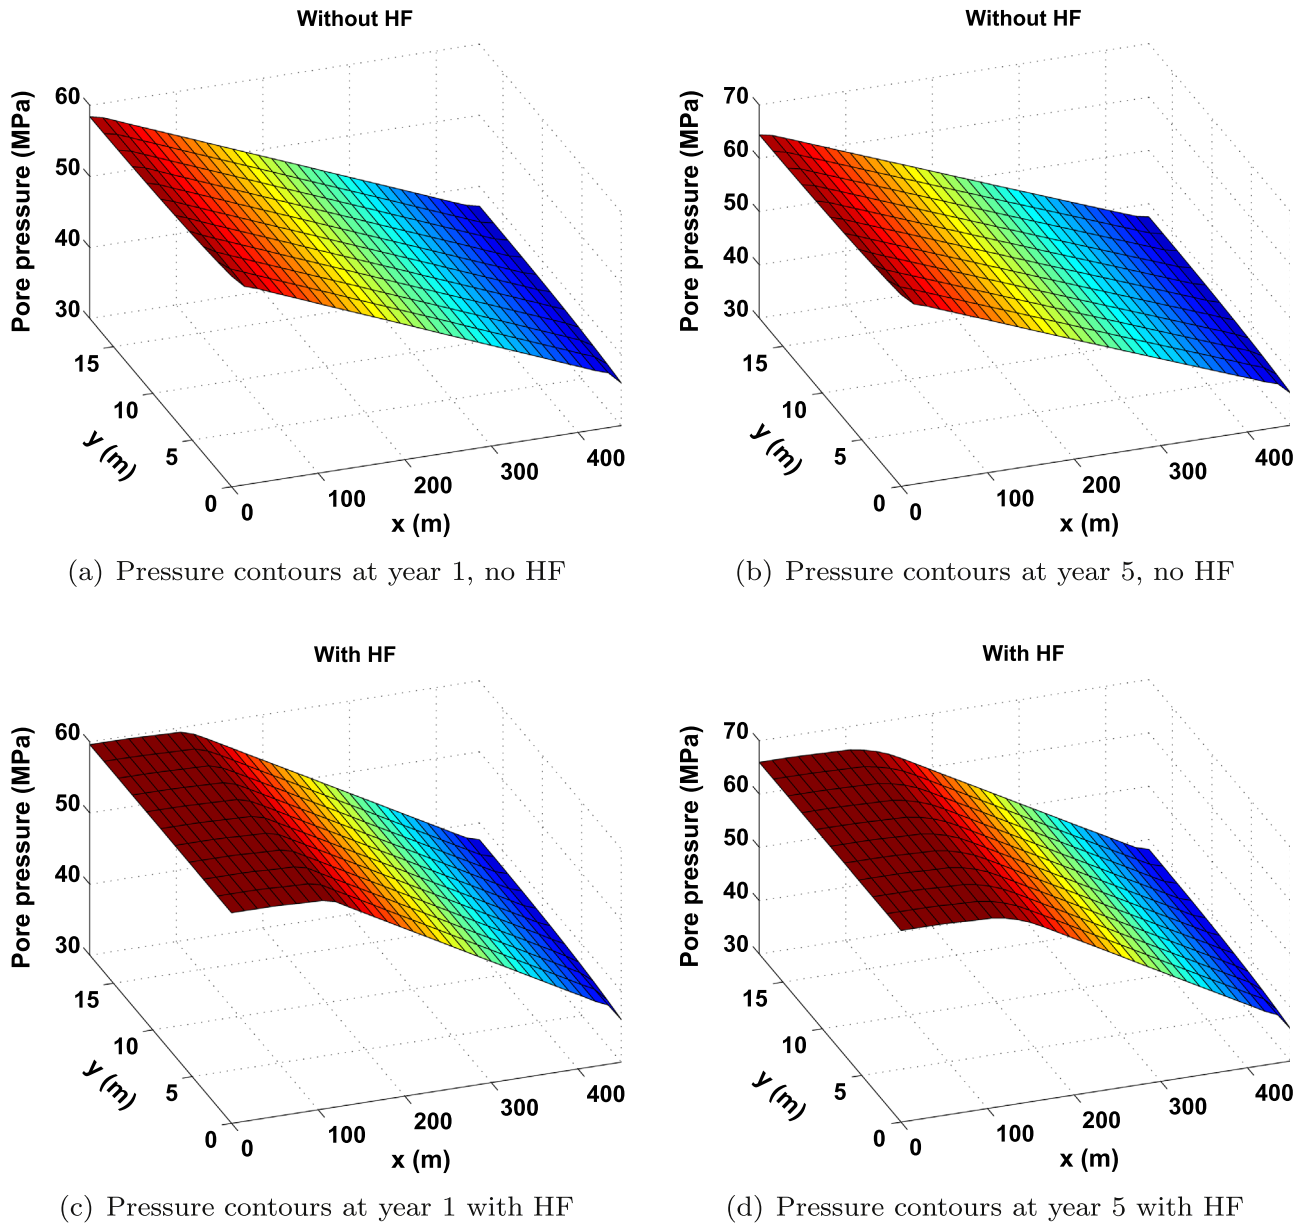 Without HF
60
50
40
30
Pore pressure (MPa)
15
10
5
0
y (m)
0
100
200
300
400
x (m)
(a) Pressure contours at year 1, no HF
Without HF
70
60
50
40
30
Pore pressure (MPa)
15
10
5
0
y (m)
0
100
200
300
400
x (m)
(b) Pressure contours at year 5, no HF
With HF
60
50
40
30
Pore pressure (MPa)
15
10
5
0
y (m)
0
100
200
300
400
x (m)
(c) Pressure contours at year 1 with HF
With HF
70
60
50
40
30
Pore pressure (MPa)
15
10
5
0
y (m)
0
100
200
300
400
x (m)
(d) Pressure contours at year 5 with HF